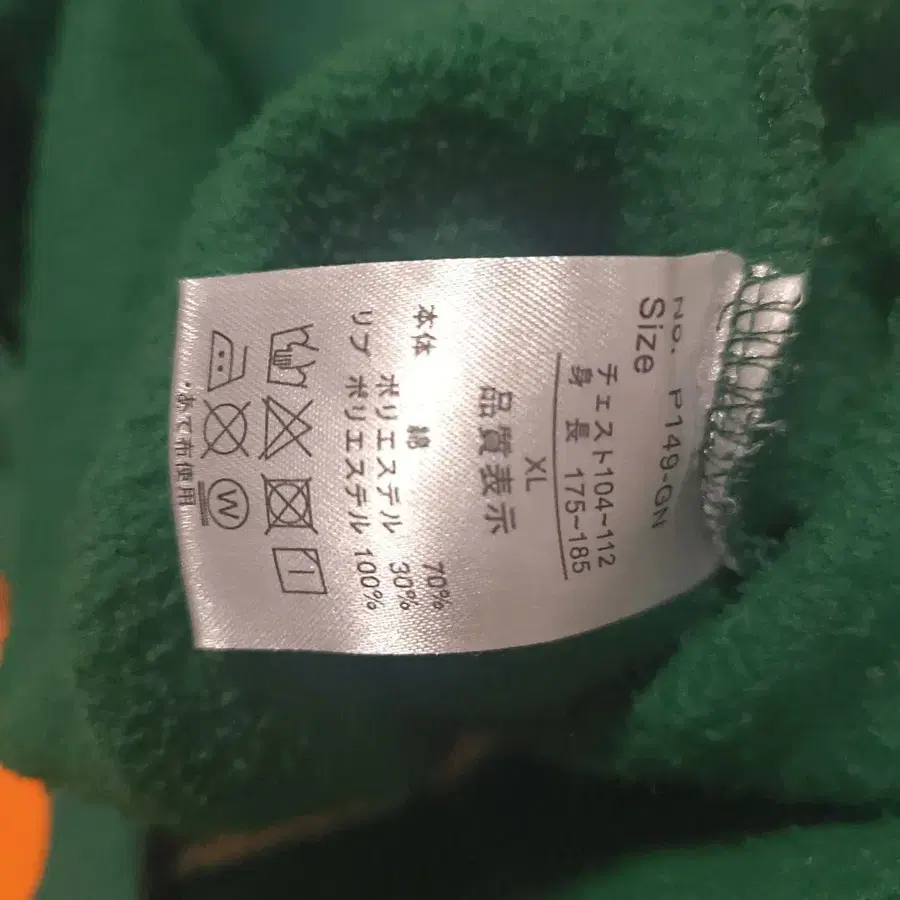 No. P149-GN
Size
チェスト104~112
身長 175~185
XL
品質表示
本体 綿 70%
ポリエステル 30%
リブ ポリエステル 100%
W
・あて布使用